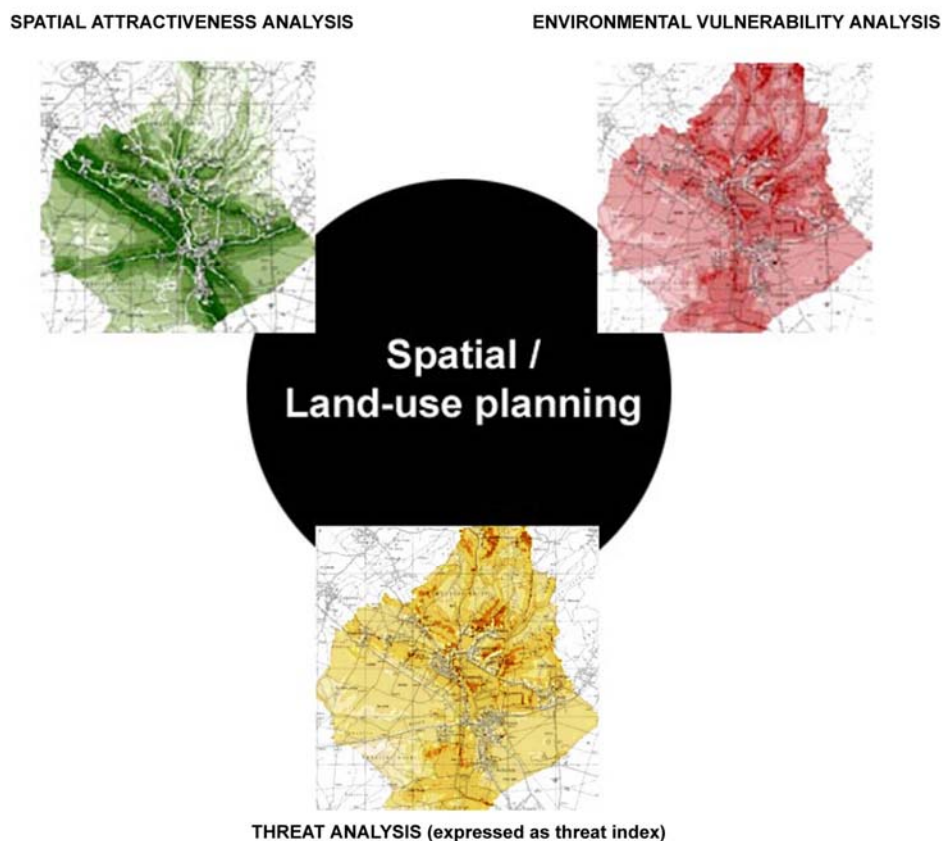 SPATIAL ATTRACTIVENESS ANALYSIS
ENVIRONMENTAL VULNERABILITY ANALYSIS
Spatial /
Land-use planning
THREAT ANALYSIS (expressed as threat index)